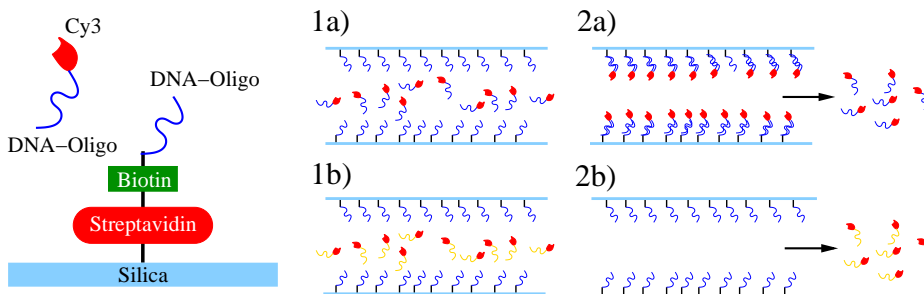 Cy3
DNA−Oligo
DNA−Oligo
Biotin
Streptavidin
Silica
1a)
2a)
1b)
2b)